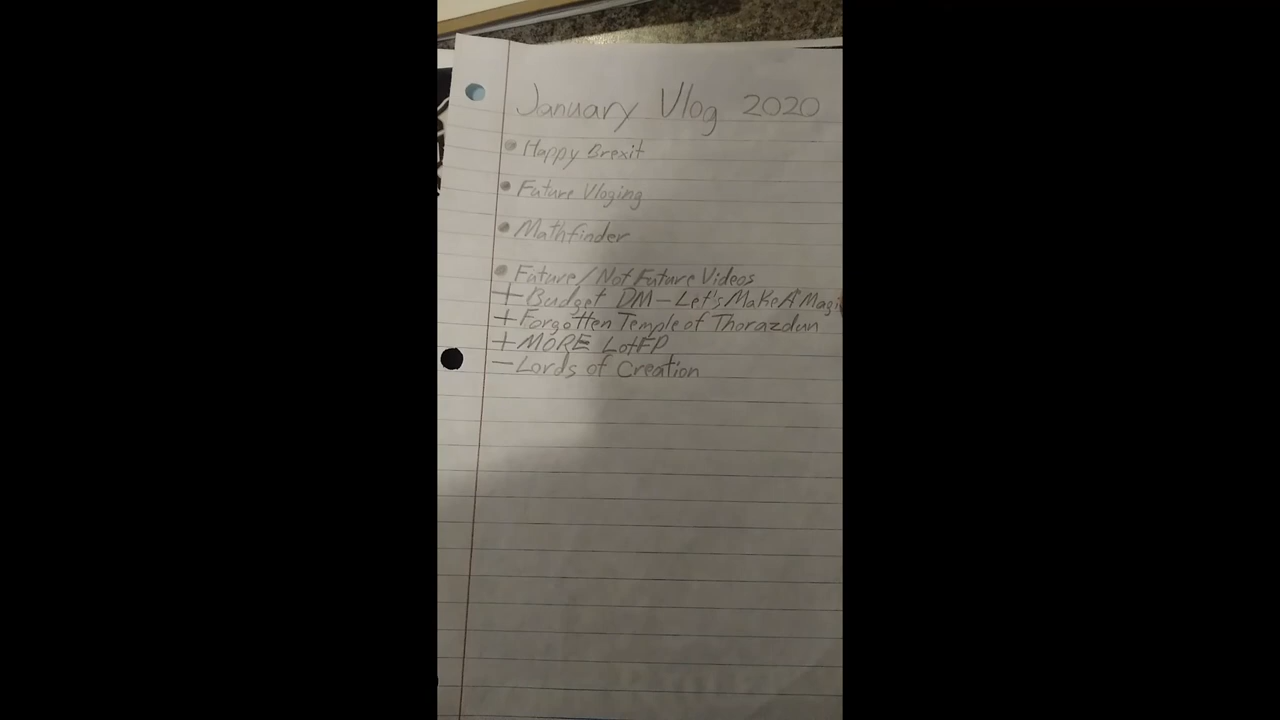 January Vlog 2020
• Happy Brexit
• Future Vloging
• Mathfinder
• Future/Not Future Videos
+ Budget DM - Let's Make A Magi
+ Forgotten Temple of Thorazdun
+ MORE LotFP
- Lords of Creation